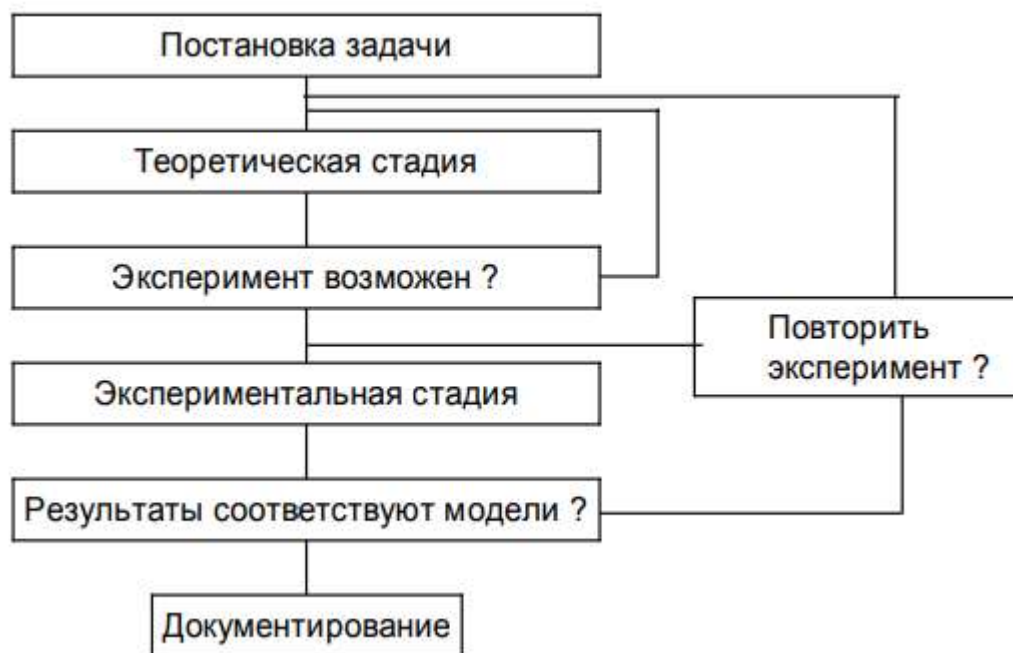 Постановка задачи
Теоретическая стадия
Эксперимент возможен ?
Повторить
эксперимент ?
Экспериментальная стадия
Результаты соответствуют модели ?
Документирование